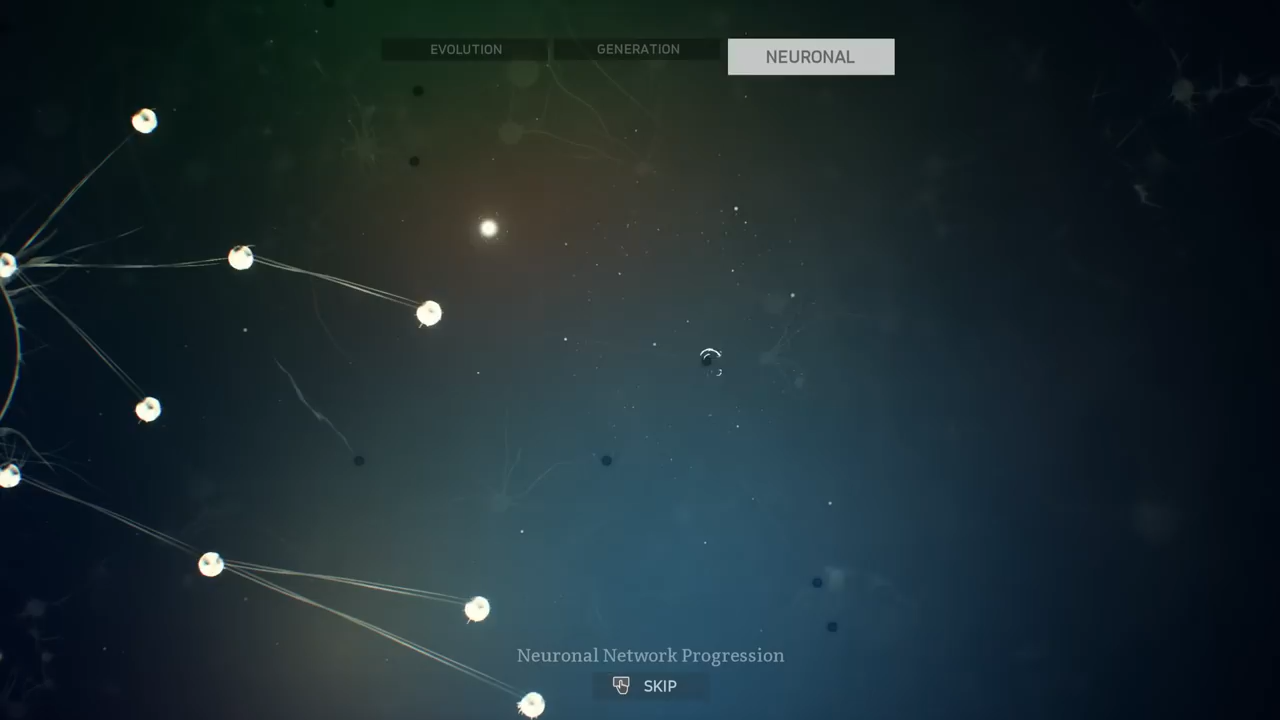 EVOLUTION
GENERATION
NEURONAL
Neuronal Network Progression
SKIP